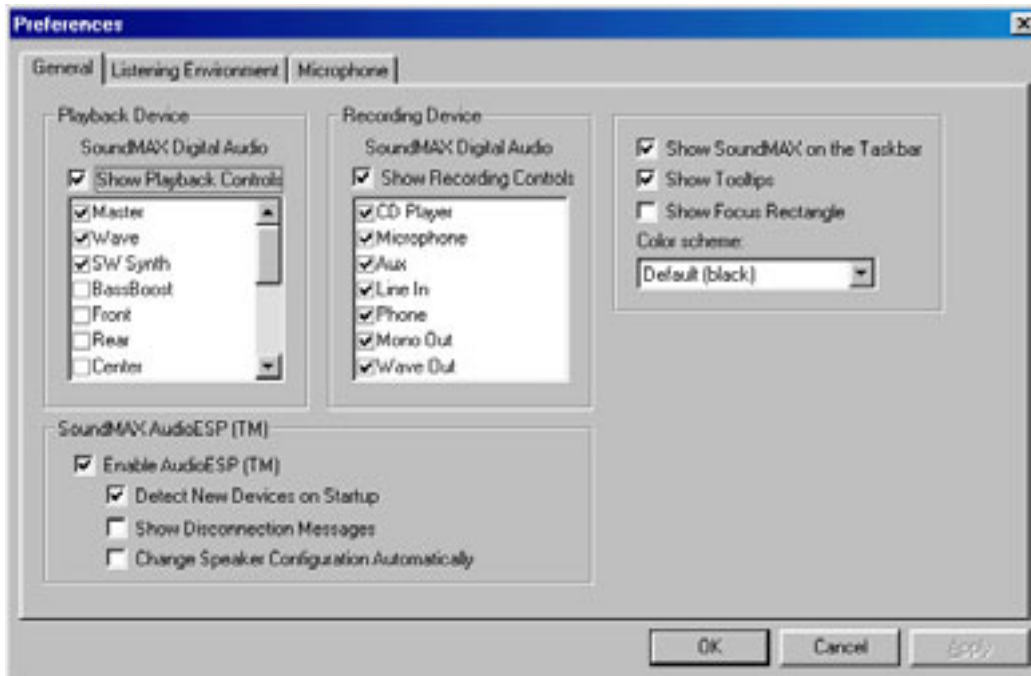 Preferences
General
Listening Environment
Microphone
Playback Device
SoundMAX Digital Audio
Show Playback Controls
Master
Wave
SW Synth
BassBoost
Front
Rear
Center
Recording Device
SoundMAX Digital Audio
Show Recording Controls
CD Player
Microphone
Aux
Line In
Phone
Mono Out
Wave Out
Show SoundMAX on the Taskbar
Show Tooltips
Show Focus Rectangle
Color scheme:
Default (black)
SoundMAX AudioESP (TM)
Enable AudioESP (TM)
Detect New Devices on Startup
Show Disconnection Messages
Change Speaker Configuration Automatically
OK
Cancel
Apply